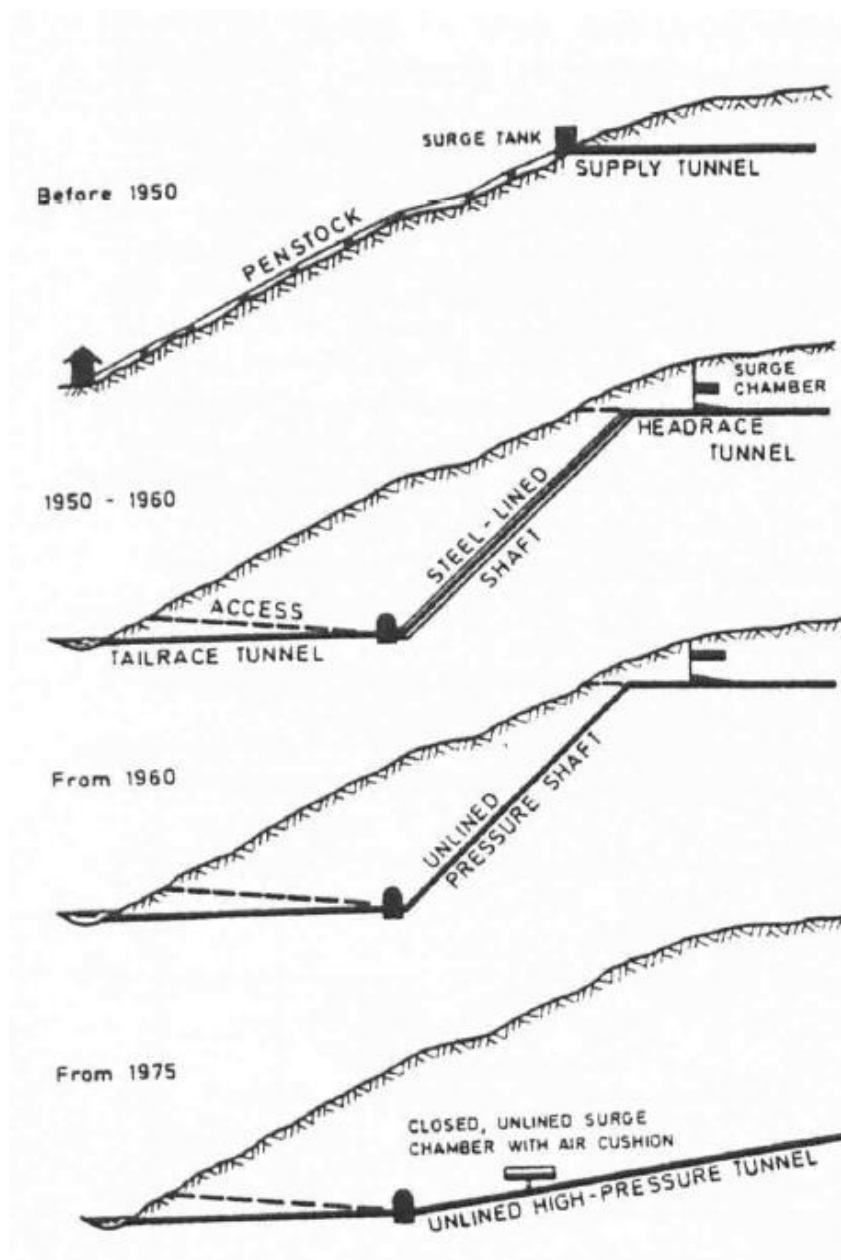 SURGE TANK
SUPPLY TUNNEL
Before 1950
PENSTOCK
SURGE
CHAMBER
HEADRACE
TUNNEL
1950 - 1960
STEEL-LINED
SHAFT
ACCESS
TAILRACE TUNNEL
From 1960
UNLINED
PRESSURE SHAFT
From 1975
CLOSED, UNLINED SURGE
CHAMBER WITH AIR CUSHION
UNLINED HIGH-PRESSURE TUNNEL